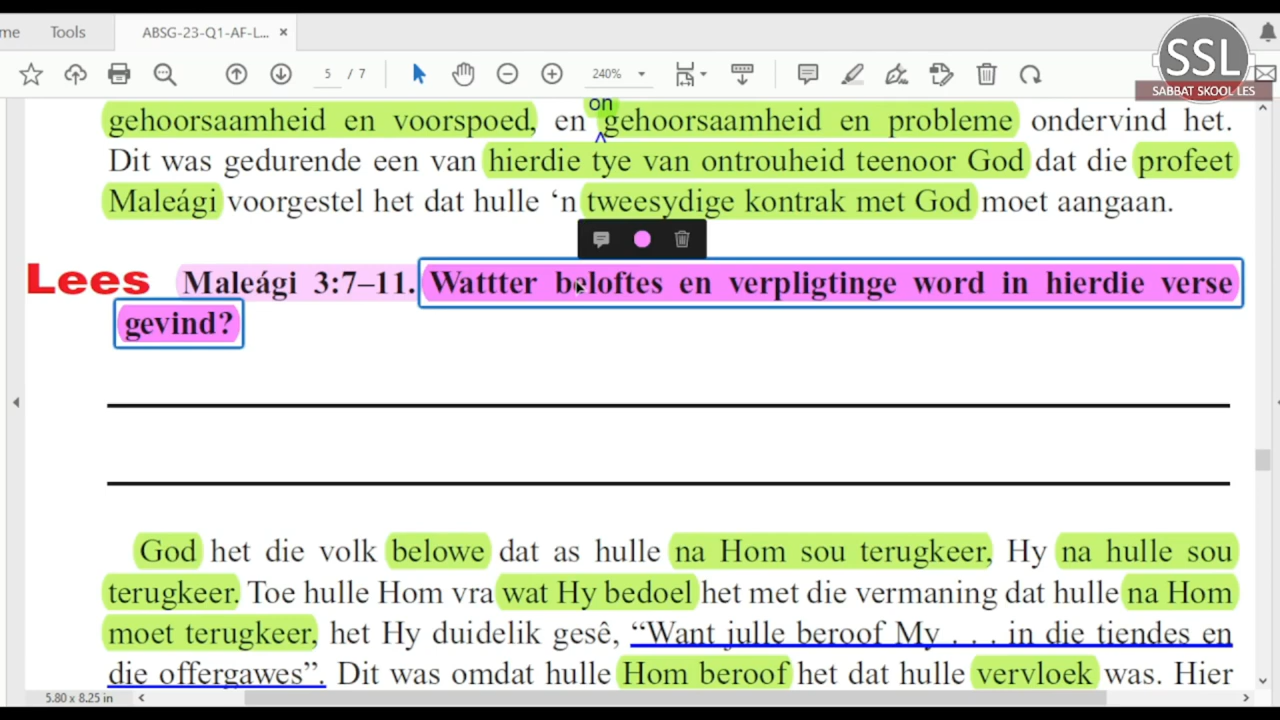 me Tools ABSG-23-Q1-AF-L... ×
SSL
SABBAT SKOOL LES
5 / 7 240%
on
gehoorsaamheid en voorspoed, en gehoorsaamheid en probleme ondervind het.
Dit was gedurende een van hierdie tye van ontrouheid teenoor God dat die profeet
Maleági voorgestel het dat hulle ‘n tweesydige kontrak met God moet aangaan.
Lees Maleági 3:7–11. Wattter beloftes en verpligtinge word in hierdie verse
gevind?
God het die volk belowe dat as hulle na Hom sou terugkeer, Hy na hulle sou
terugkeer. Toe hulle Hom vra wat Hy bedoel het met die vermaning dat hulle na Hom
moet terugkeer, het Hy duidelik gesê, “Want julle beroof My . . . in die tiendes en
die offergawes”. Dit was omdat hulle Hom beroof het dat hulle vervloek was. Hier
5.80 x 8.25 in